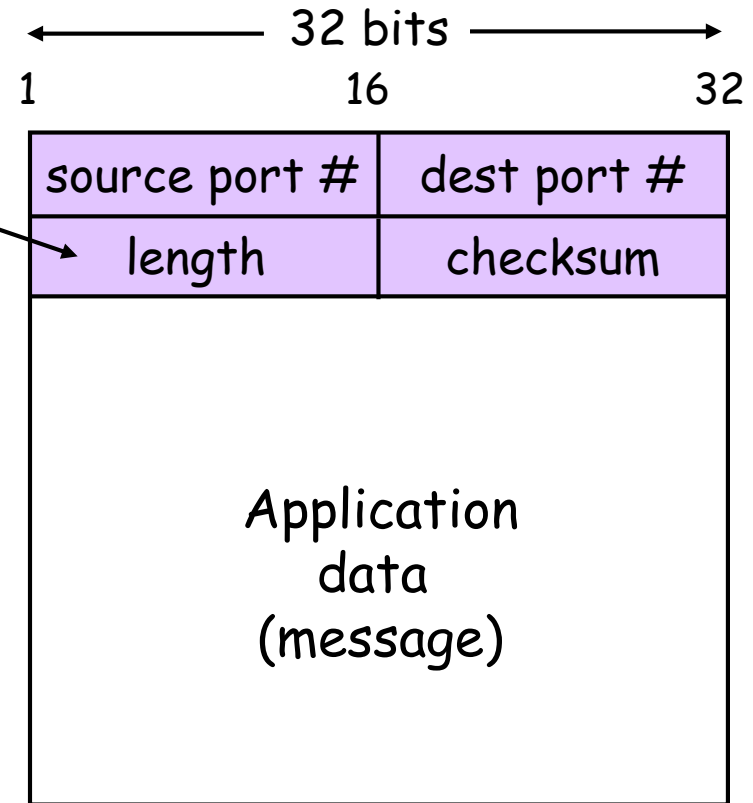 32 bits
1 16 32
source port # dest port #
length checksum
Application
data
(message)